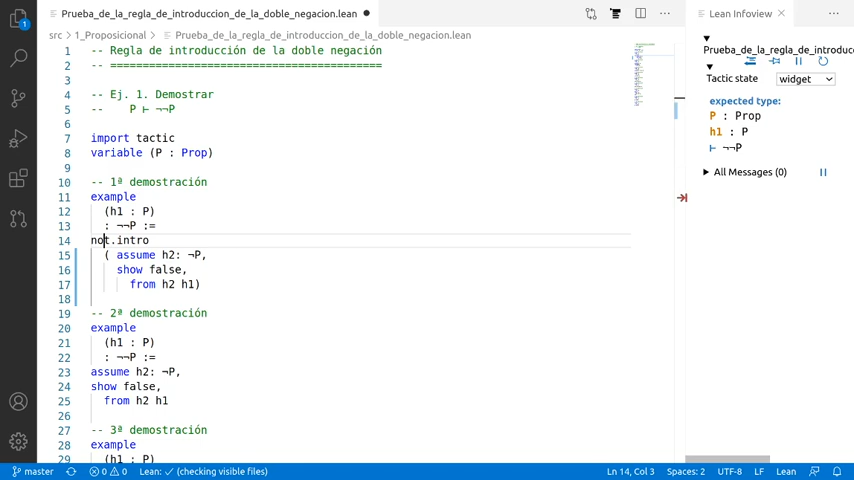 Prueba_de_la_regla_de_introduccion_de_la_doble_negacion.lean
Lean Infoview
src > 1_Proposicional > Prueba_de_la_regla_de_introduccion_de_la_doble_negacion.lean
1 -- Regla de introducción de la doble negación
2 -- ==========================================
3
4 -- Ej. 1. Demostrar
5 --    P ⊢ ¬¬P
6
7 import tactic
8 variable (P : Prop)
9
10 -- 1ª demostración
11 example
12   (h1 : P)
13   : ¬¬P :=
14 not.intro
15   ( assume h2: ¬P,
16     show false,
17       from h2 h1)
18
19 -- 2ª demostración
20 example
21   (h1 : P)
22   : ¬¬P :=
23 assume h2: ¬P,
24 show false,
25   from h2 h1
26
27 -- 3ª demostración
28 example
29   (h1 : P)
Prueba_de_la_regla_de_introducc
Tactic state
widget
expected type:
P : Prop
h1 : P
⊢ ¬¬P
All Messages (0)
1
master
0 0
Lean: ✓ (checking visible files)
Ln 14, Col 3
Spaces: 2
UTF-8
LF
Lean